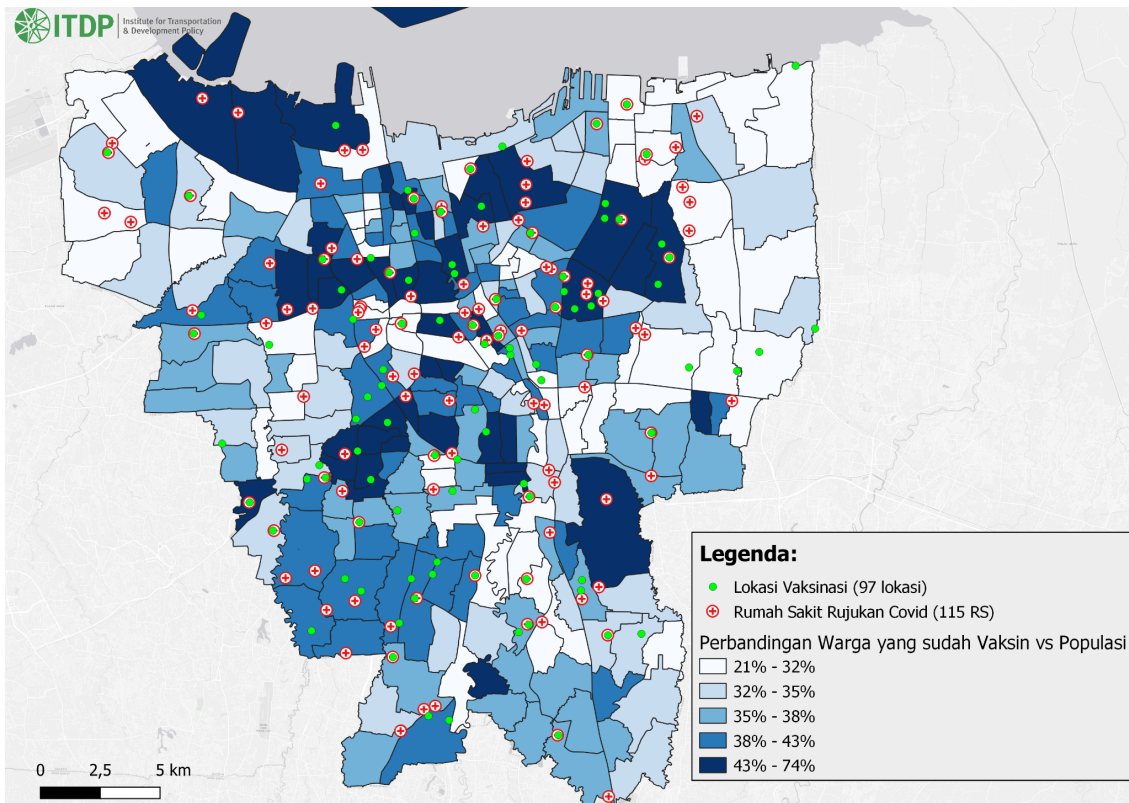 ITDP
Institute for Transportation
& Development Policy
Legenda:
Lokasi Vaksinasi (97 lokasi)
Rumah Sakit Rujukan Covid (115 RS)
Perbandingan Warga yang sudah Vaksin vs Populasi
21% - 32%
32% - 35%
35% - 38%
38% - 43%
43% - 74%
0 2,5 5 km